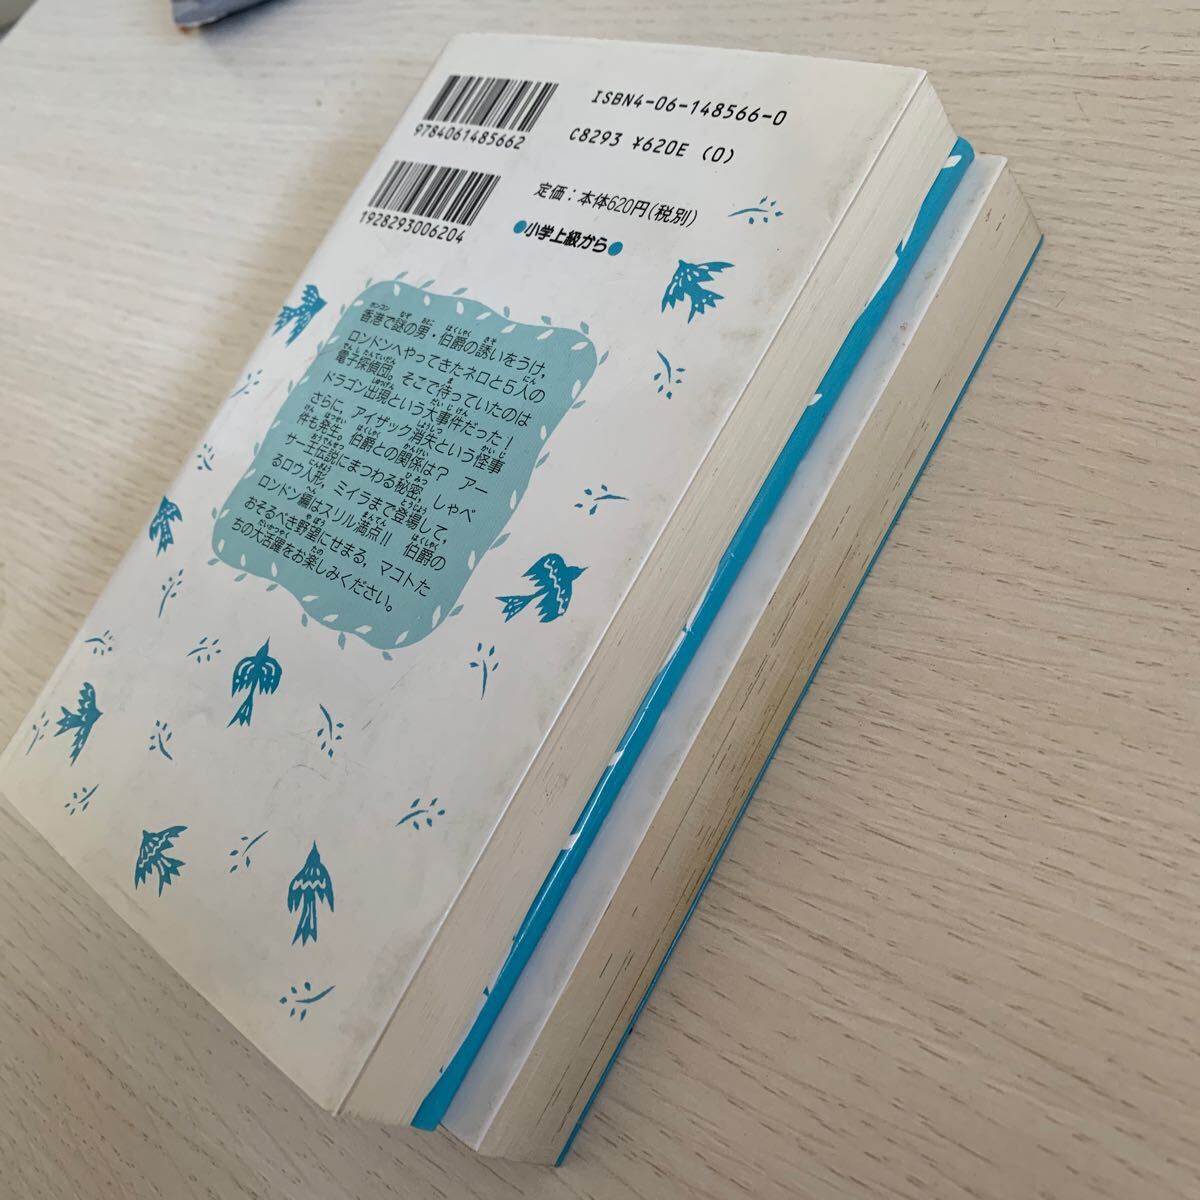 ISBN4-06-148566-0
C8293 ¥620E (0)
9784061485662
定価：本体620円(税別)
1928293006204
●小学上級から●
香港で謎の男・伯爵の誘いをうけ,
ロンドンへやってきたネロと5人の
電子探偵団。そこで待っていたのは
ドラゴン出現という大事件だった！
さらに, アイザック消失という怪事
件も発生。伯爵との関係は？ アー
サー王伝説にまつわる秘密, しゃべ
るロウ人形, ミイラまで登場して,
ロンドン編はスリル満点!! 伯爵の
おそるべき野望にせまる, マコトた
ちの大活躍をお楽しみください。